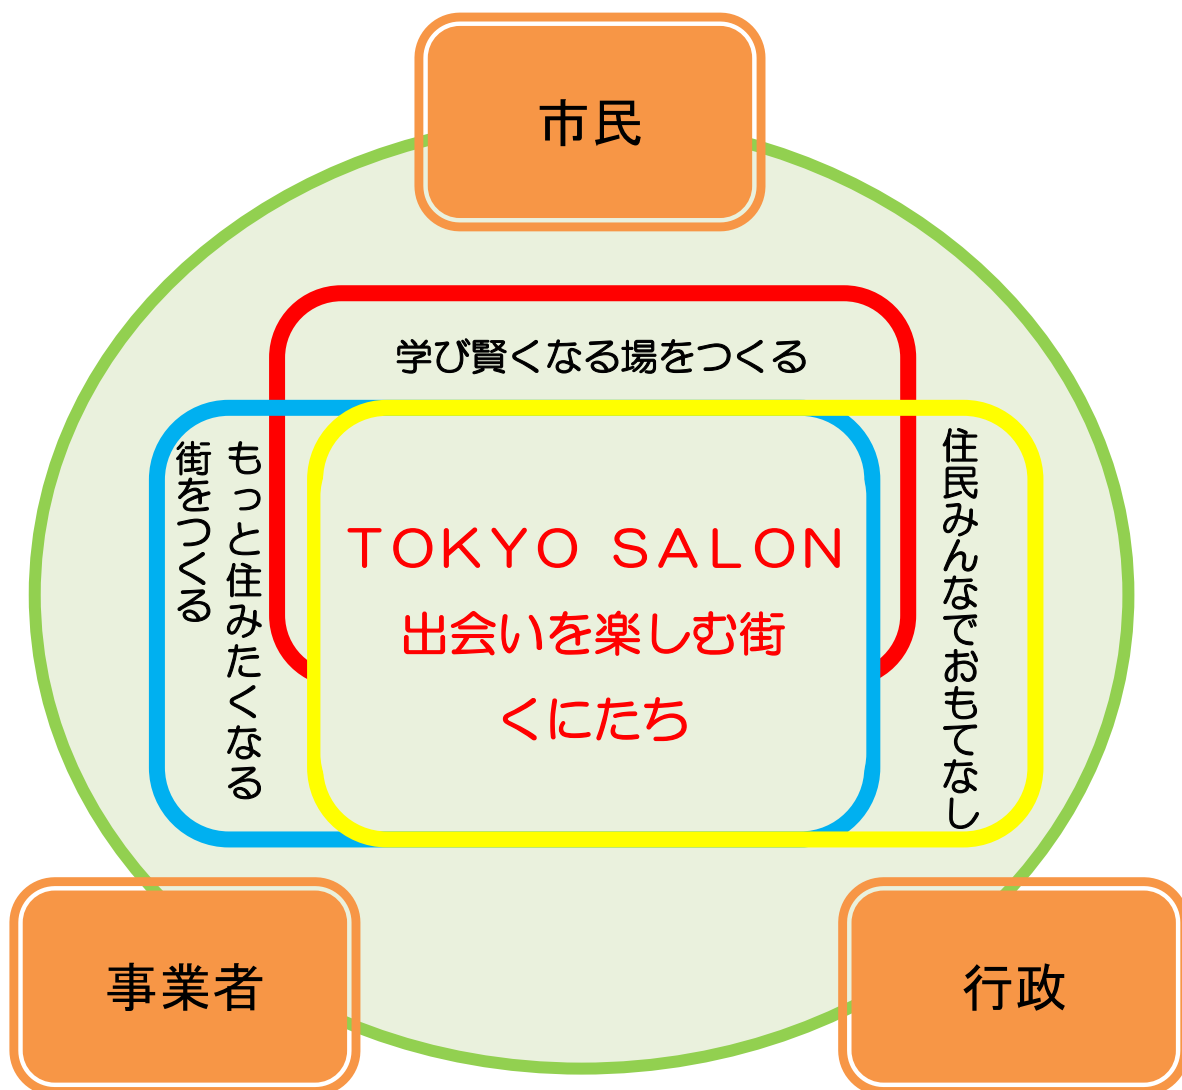 市民
学び賢くなる場をつくる
もっと住みたくなる
街をつくる
住民みんなでおもてなし
TOKYO SALON
出会いを楽しむ街
くにたち
事業者
行政